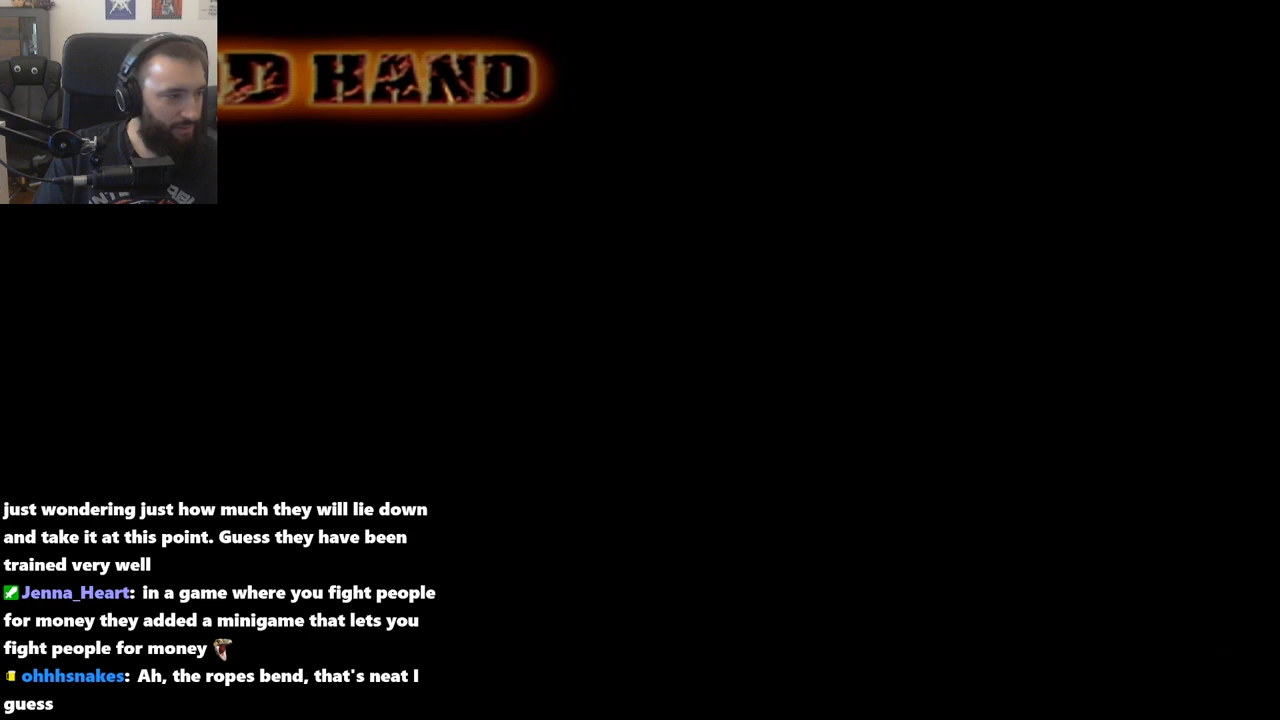 D HAND
just wondering just how much they will lie down
and take it at this point. Guess they have been
trained very well
Jenna_Heart: in a game where you fight people
for money they added a minigame that lets you
fight people for money
ohhhsnakes: Ah, the ropes bend, that's neat I
guess